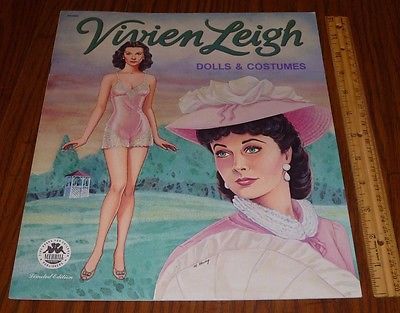 Vivien Leigh
DOLLS & COSTUMES
Limited Edition